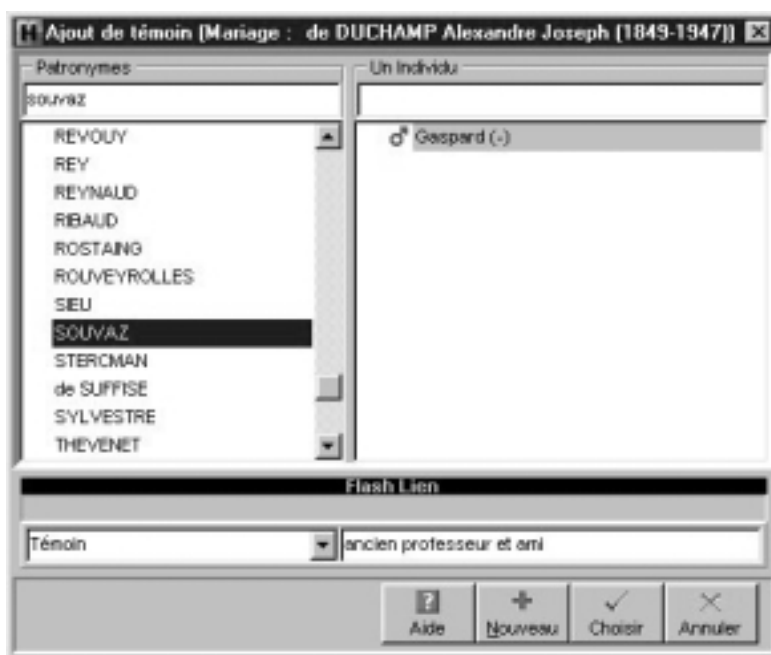 H Ajout de témoin (Mariage : de DUCHAMP Alexandre Joseph (1849-1947))
Patronymes
Un Individu
souvaz
REVOUY
REY
REYNAUD
RIBAUD
ROSTAING
ROUVEYROLLES
SIEU
SOUVAZ
STERCMAN
de SUFFISE
SYLVESTRE
THEVENET
Gaspard (-)
Flash Lien
Témoin
ancien professeur et ami
Aide
Nouveau
Choisir
Annuler